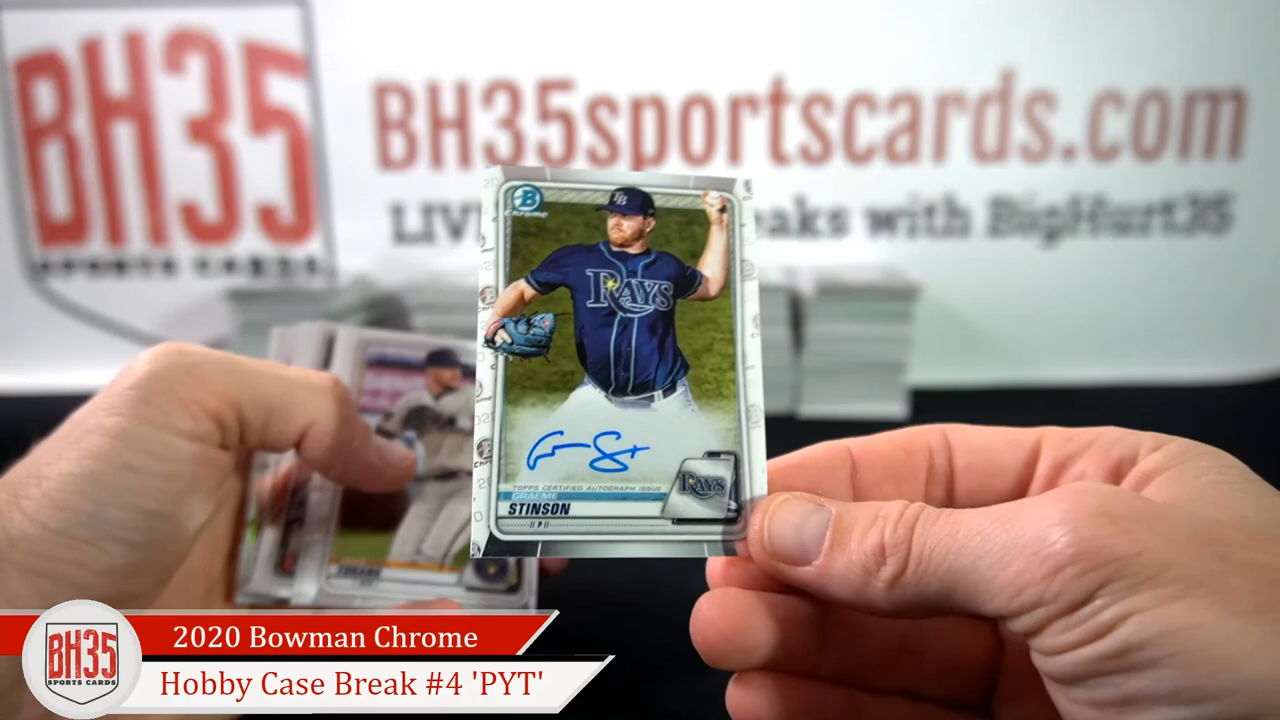 BH35
SPORTS CARDS
BH35sportscards.com
LIV eaks with BigHurt35
TB
B
Chrome
RAYS
TOPPS CERTIFIED AUTOGRAPH ISSUE
GRAEME
STINSON
P
RAYS
BH35
SPORTS CARDS
2020 Bowman Chrome
Hobby Case Break #4 'PYT'